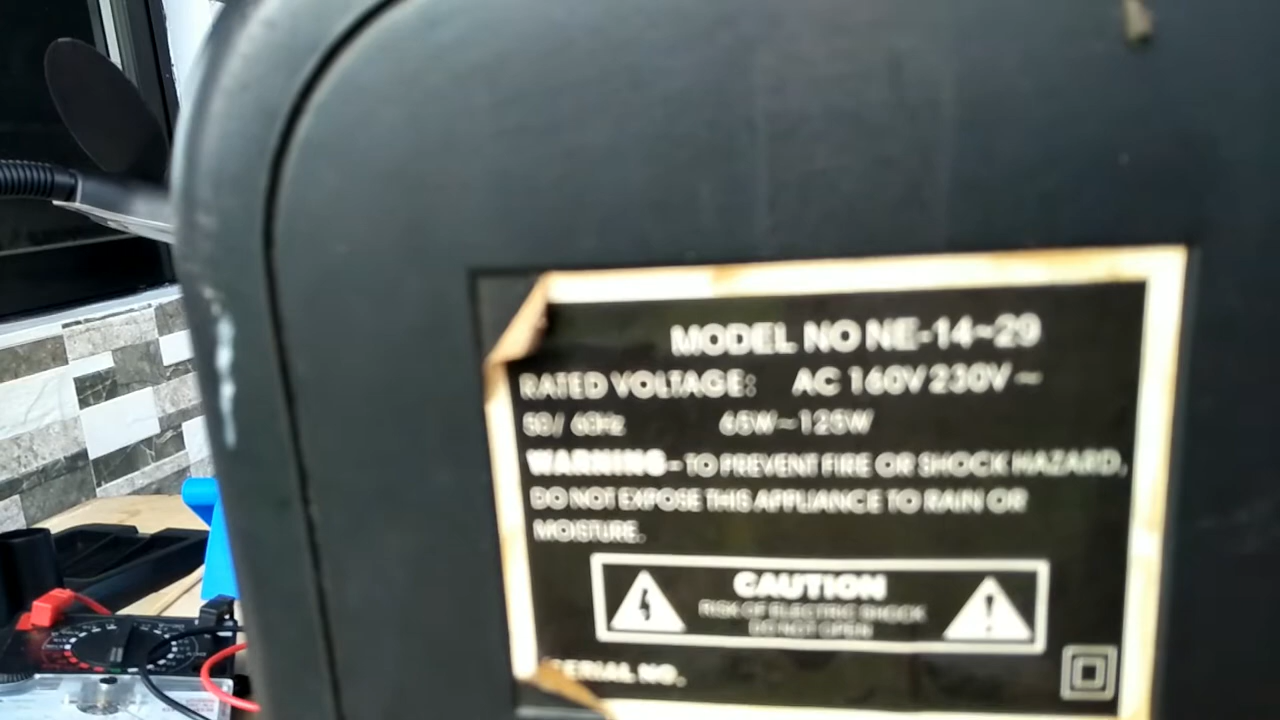 MODEL NO NE-14~29
RATED VOLTAGE: AC 160V 230V ~
50/ 60Hz 65W~125W
WARNING- TO PREVENT FIRE OR SHOCK HAZARD,
DO NOT EXPOSE THIS APPLIANCE TO RAIN OR
MOISTURE.
CAUTION
RISK OF ELECTRIC SHOCK
DO NOT OPEN
SERIAL NO.